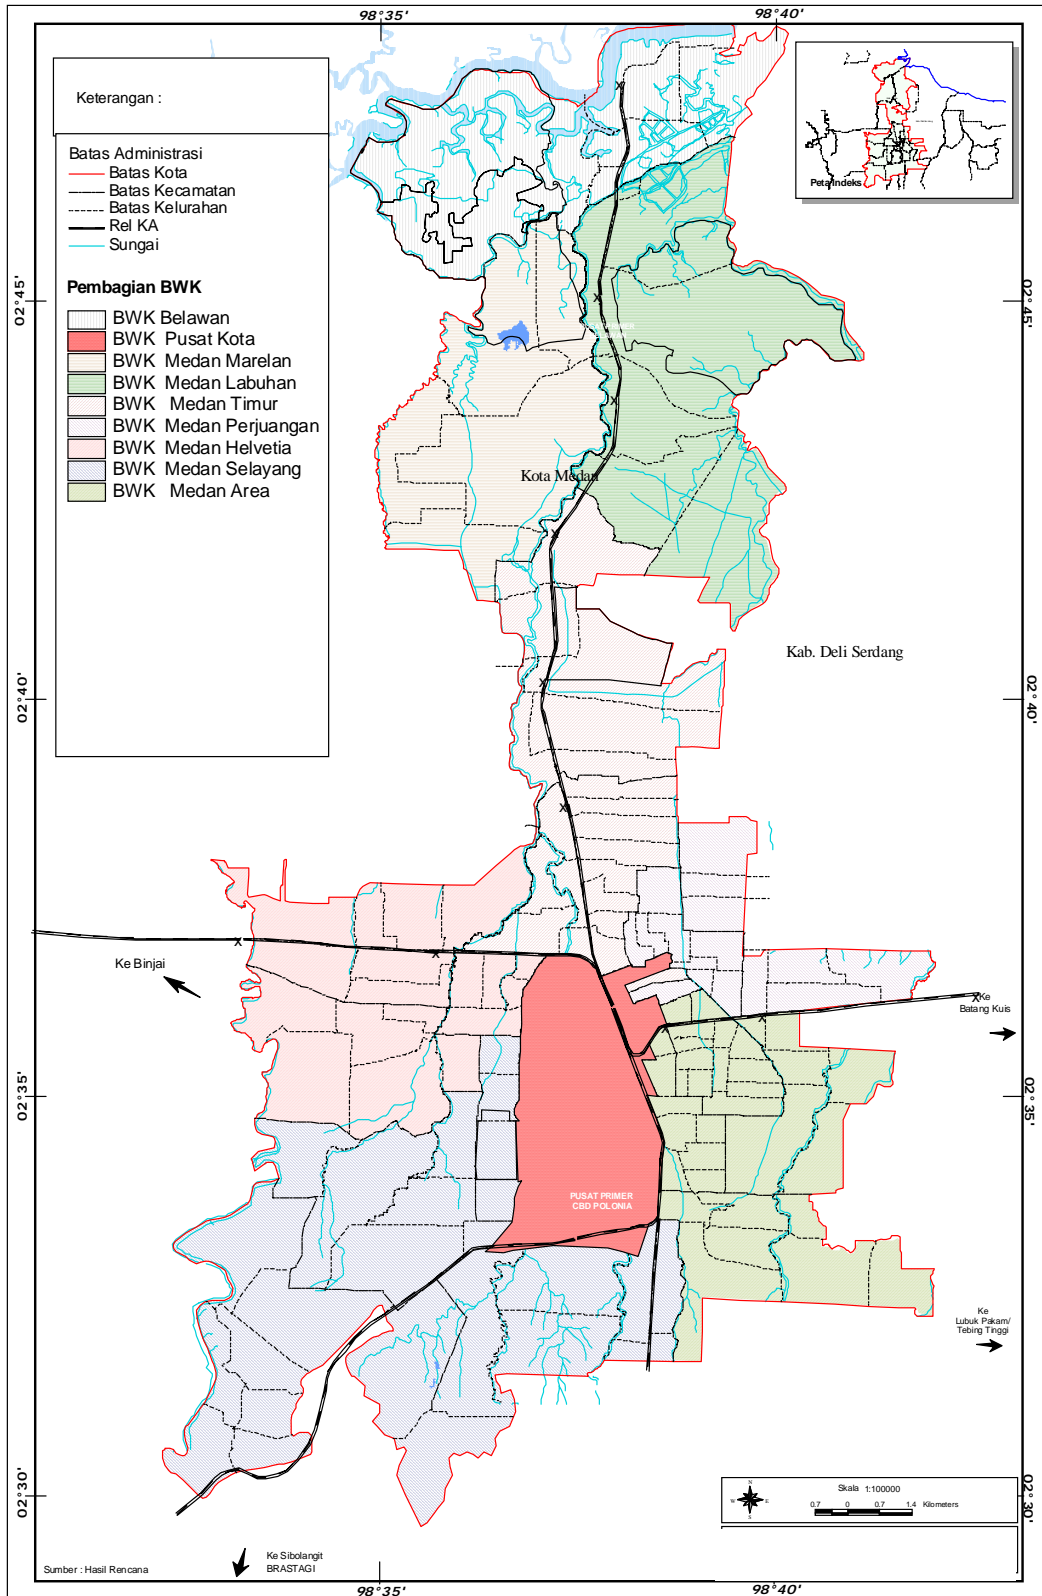 98°35'
98°40'
Keterangan :
Batas Administrasi
Batas Kota
Batas Kecamatan
Batas Kelurahan
Rel KA
Sungai
Pembagian BWK
BWK Belawan
BWK Pusat Kota
BWK Medan Marelan
BWK Medan Labuhan
BWK Medan Timur
BWK Medan Perjuangan
BWK Medan Helvetia
BWK Medan Selayang
BWK Medan Area
Peta Indeks
02°45'
02°45'
Kota Medan
Kab. Deli Serdang
02°40'
02°40'
Ke Binjai
Ke
Batang Kuis
02°35'
02°35'
PUSAT PRIMER
CBD POLONIA
Ke
Lubuk Pakam/
Tebing Tinggi
02°30'
02°30'
N
W E
S
Skala 1:100000
0.7 0 0.7 1.4 Kilometers
Sumber : Hasil Rencana
Ke Sibolangit
BRASTAGI
98°35'
98°40'